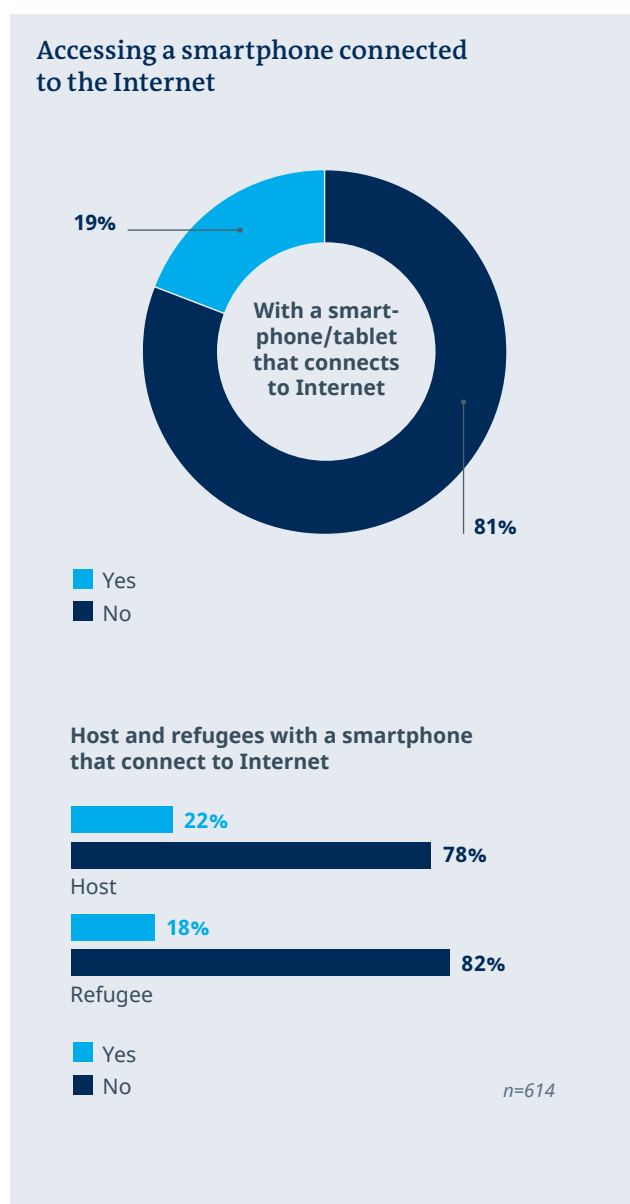 Accessing a smartphone connected
to the Internet
19%
With a smart-
phone/tablet
that connects
to Internet
81%
Yes
No
Host and refugees with a smartphone
that connect to Internet
22%
78%
Host
18%
82%
Refugee
Yes
No
n=614